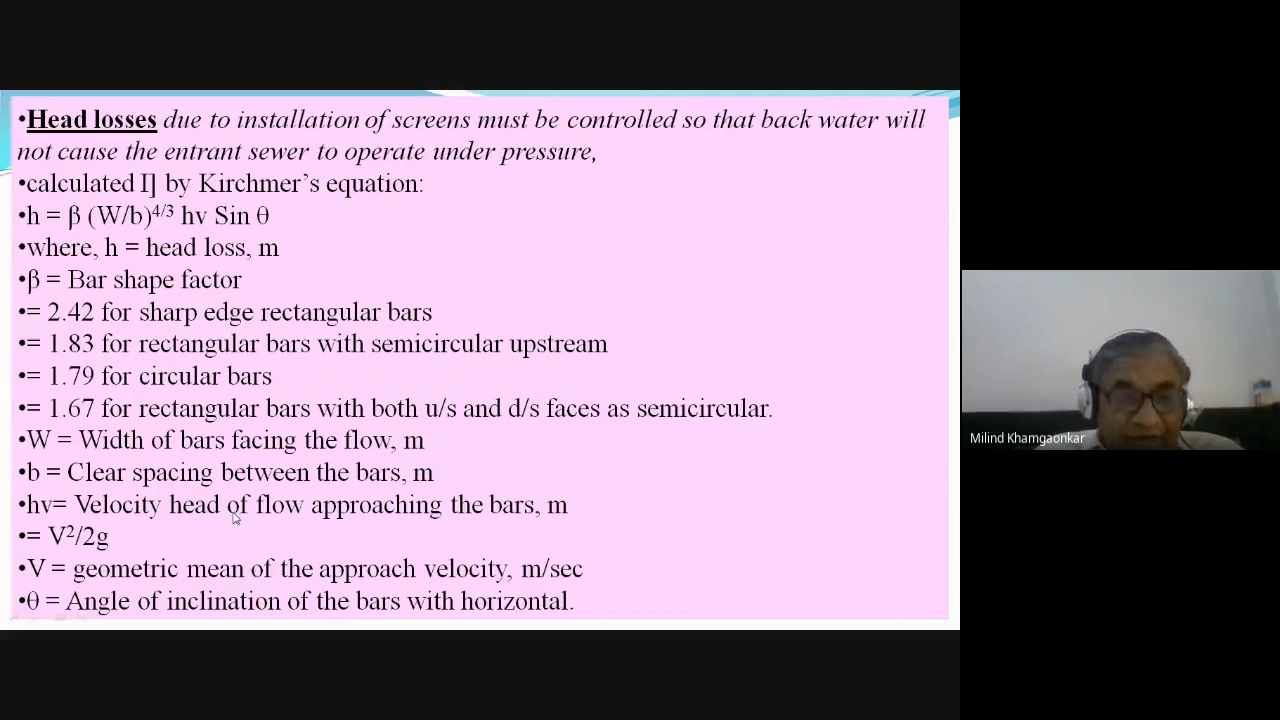 •Head losses due to installation of screens must be controlled so that back water will
not cause the entrant sewer to operate under pressure,
•calculated I] by Kirchmer’s equation:
•h = β (W/b)⁴/³ hv Sin θ
•where, h = head loss, m
•β = Bar shape factor
•= 2.42 for sharp edge rectangular bars
•= 1.83 for rectangular bars with semicircular upstream
•= 1.79 for circular bars
•= 1.67 for rectangular bars with both u/s and d/s faces as semicircular.
•W = Width of bars facing the flow, m
•b = Clear spacing between the bars, m
•hv= Velocity head of flow approaching the bars, m
•= V²/2g
•V = geometric mean of the approach velocity, m/sec
•θ = Angle of inclination of the bars with horizontal.
Milind Khamgaonkar